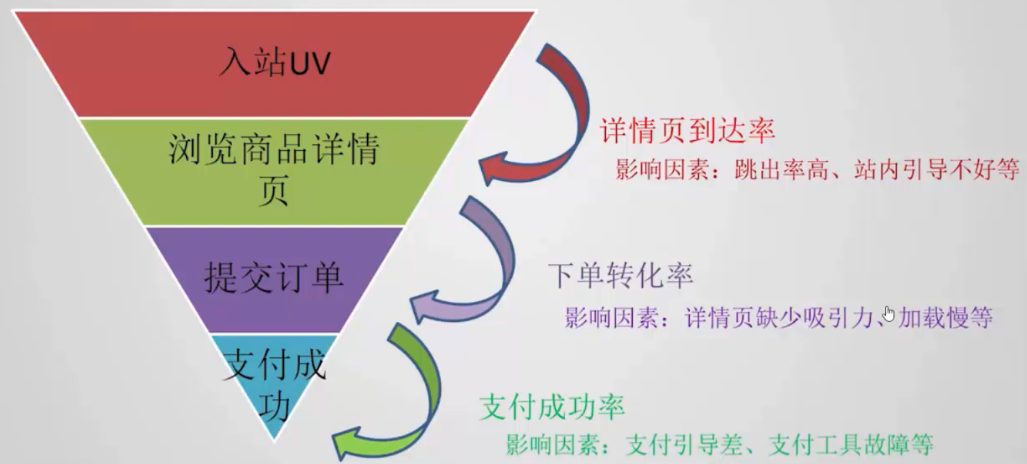 入站UV
详情页到达率
影响因素：跳出率高、站内引导不好等
浏览商品详情
页
下单转化率
影响因素：详情页缺少吸引力、加载慢等
提交订单
支付成
功
支付成功率
影响因素：支付引导差、支付工具故障等